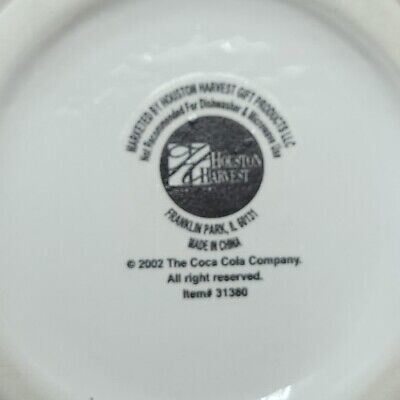 MARKETED BY HOUSTON HARVEST GIFT PRODUCTS LLC
Not Recommended For Dishwasher & Microwave Use
HOUSTON
HARVEST
FRANKLIN PARK, IL 60131
MADE IN CHINA
© 2002 The Coca Cola Company.
All right reserved.
Item# 31380